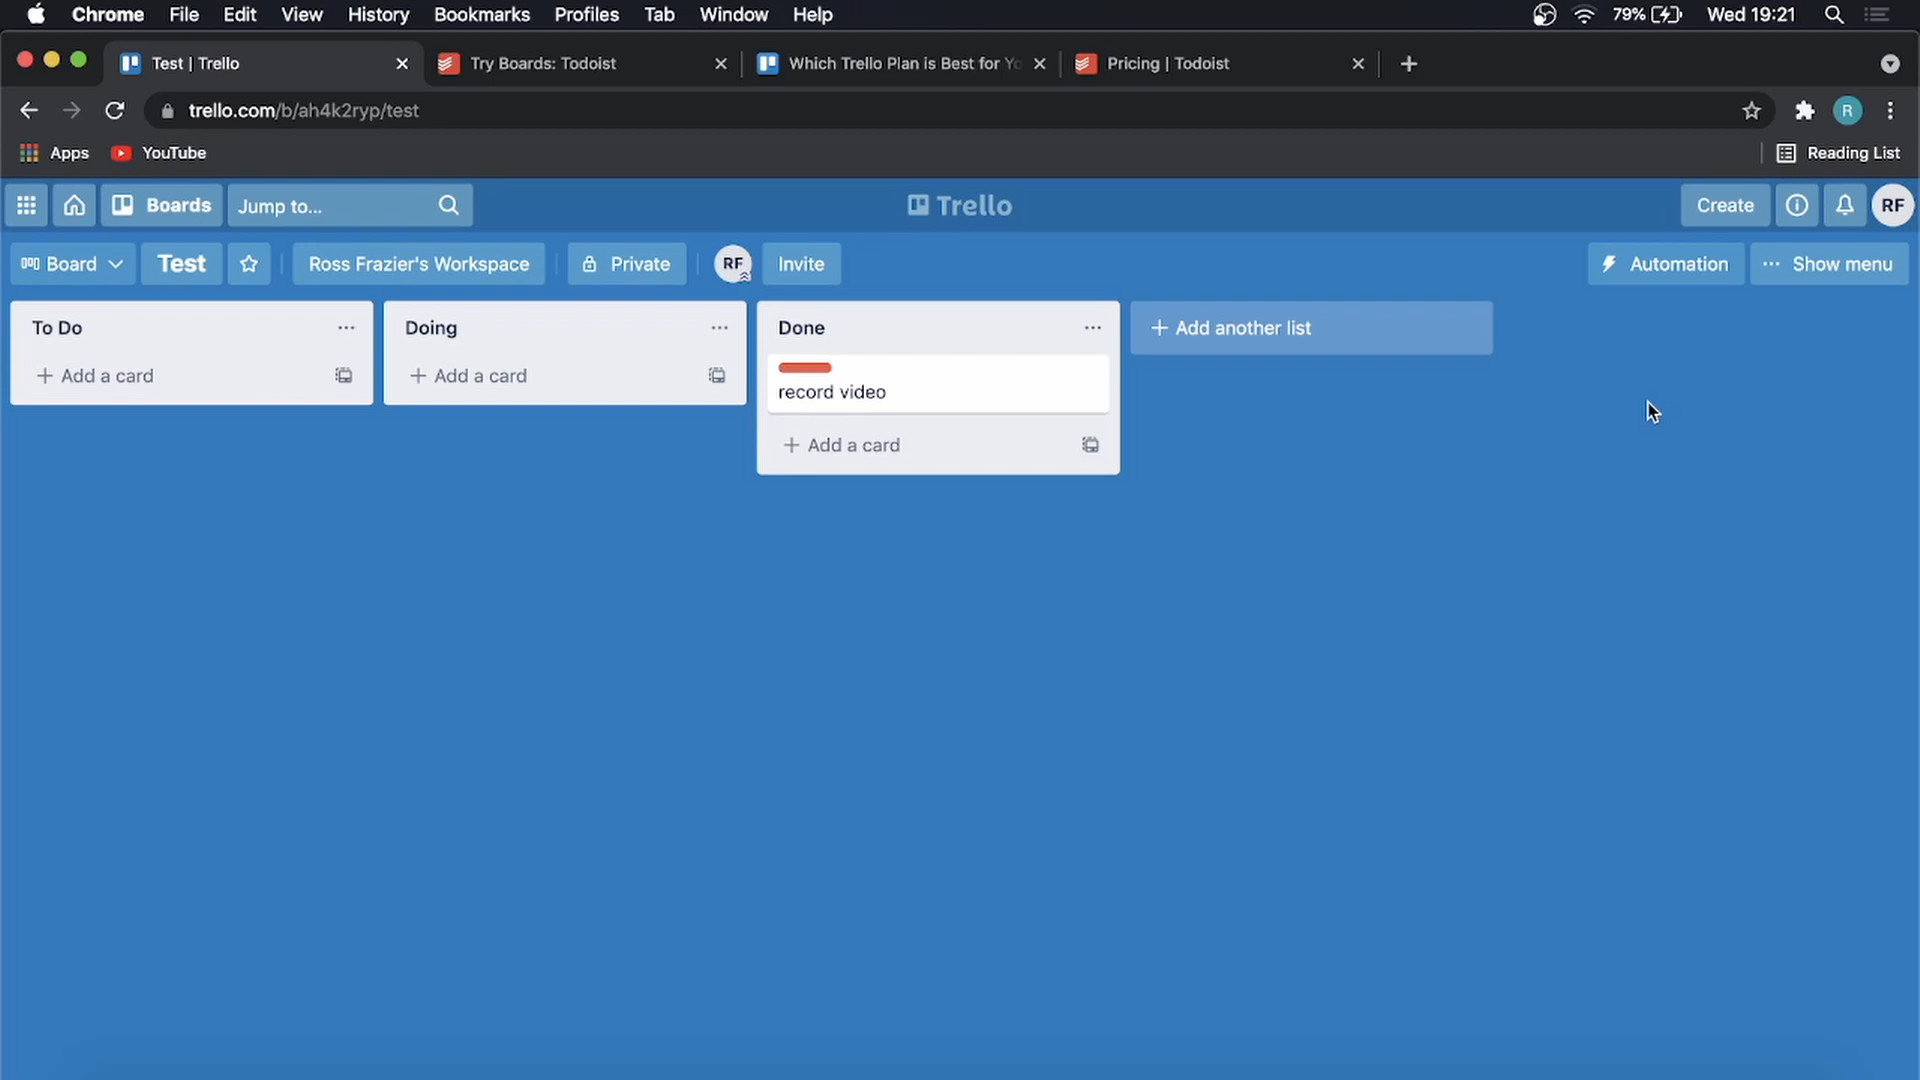 Chrome File Edit View History Bookmarks Profiles Tab Window Help 79% Wed 19:21
Test | Trello Try Boards: Todoist Which Trello Plan is Best for Yo Pricing | Todoist
trello.com/b/ah4k2ryp/test R
Apps YouTube Reading List
Boards Jump to... Trello Create RF
Board Test Ross Frazier's Workspace Private RF Invite Automation Show menu
To Do Doing Done + Add another list
+ Add a card + Add a card record video
+ Add a card